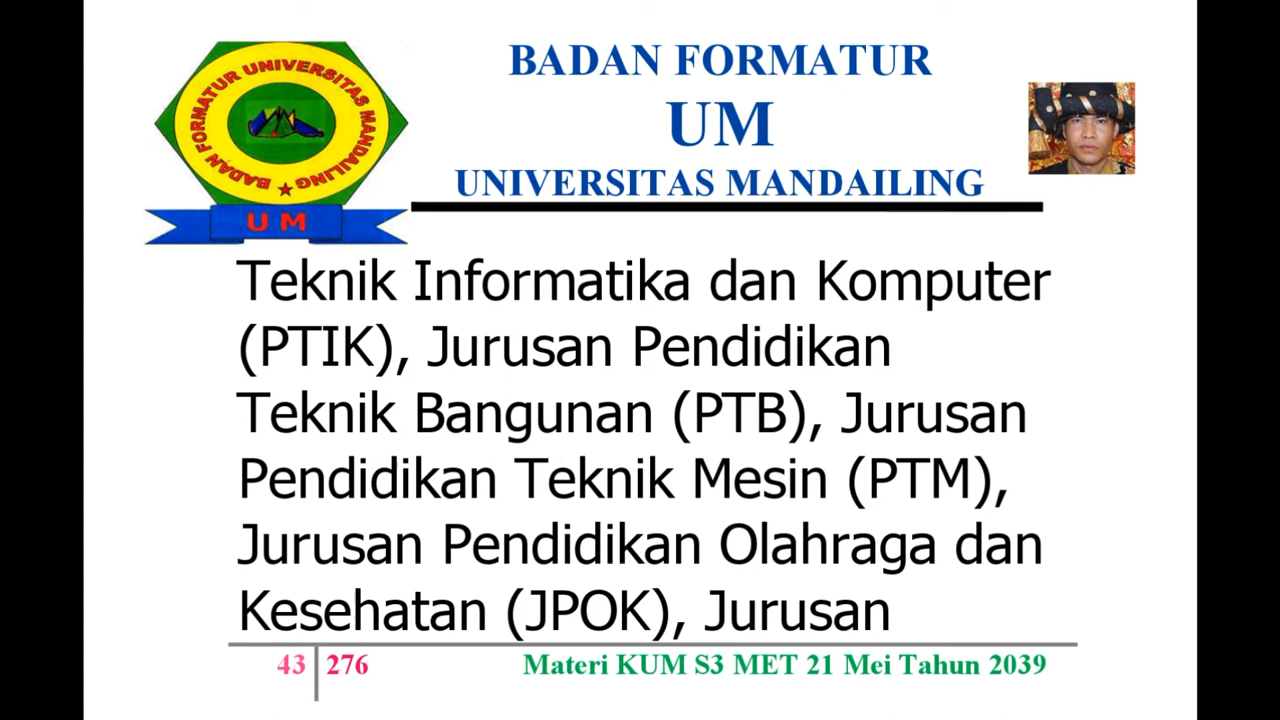 BADAN FORMATUR UNIVERSITAS MANDAILING
UM
BADAN FORMATUR
UM
UNIVERSITAS MANDAILING
Teknik Informatika dan Komputer
(PTIK), Jurusan Pendidikan
Teknik Bangunan (PTB), Jurusan
Pendidikan Teknik Mesin (PTM),
Jurusan Pendidikan Olahraga dan
Kesehatan (JPOK), Jurusan
43 276 Materi KUM S3 MET 21 Mei Tahun 2039